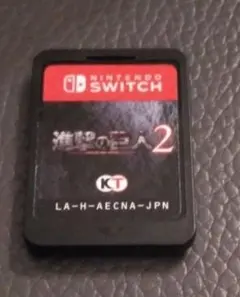 NINTENDO
SWITCH
進撃の巨人2
KT
LA-H-AECNA-JPN